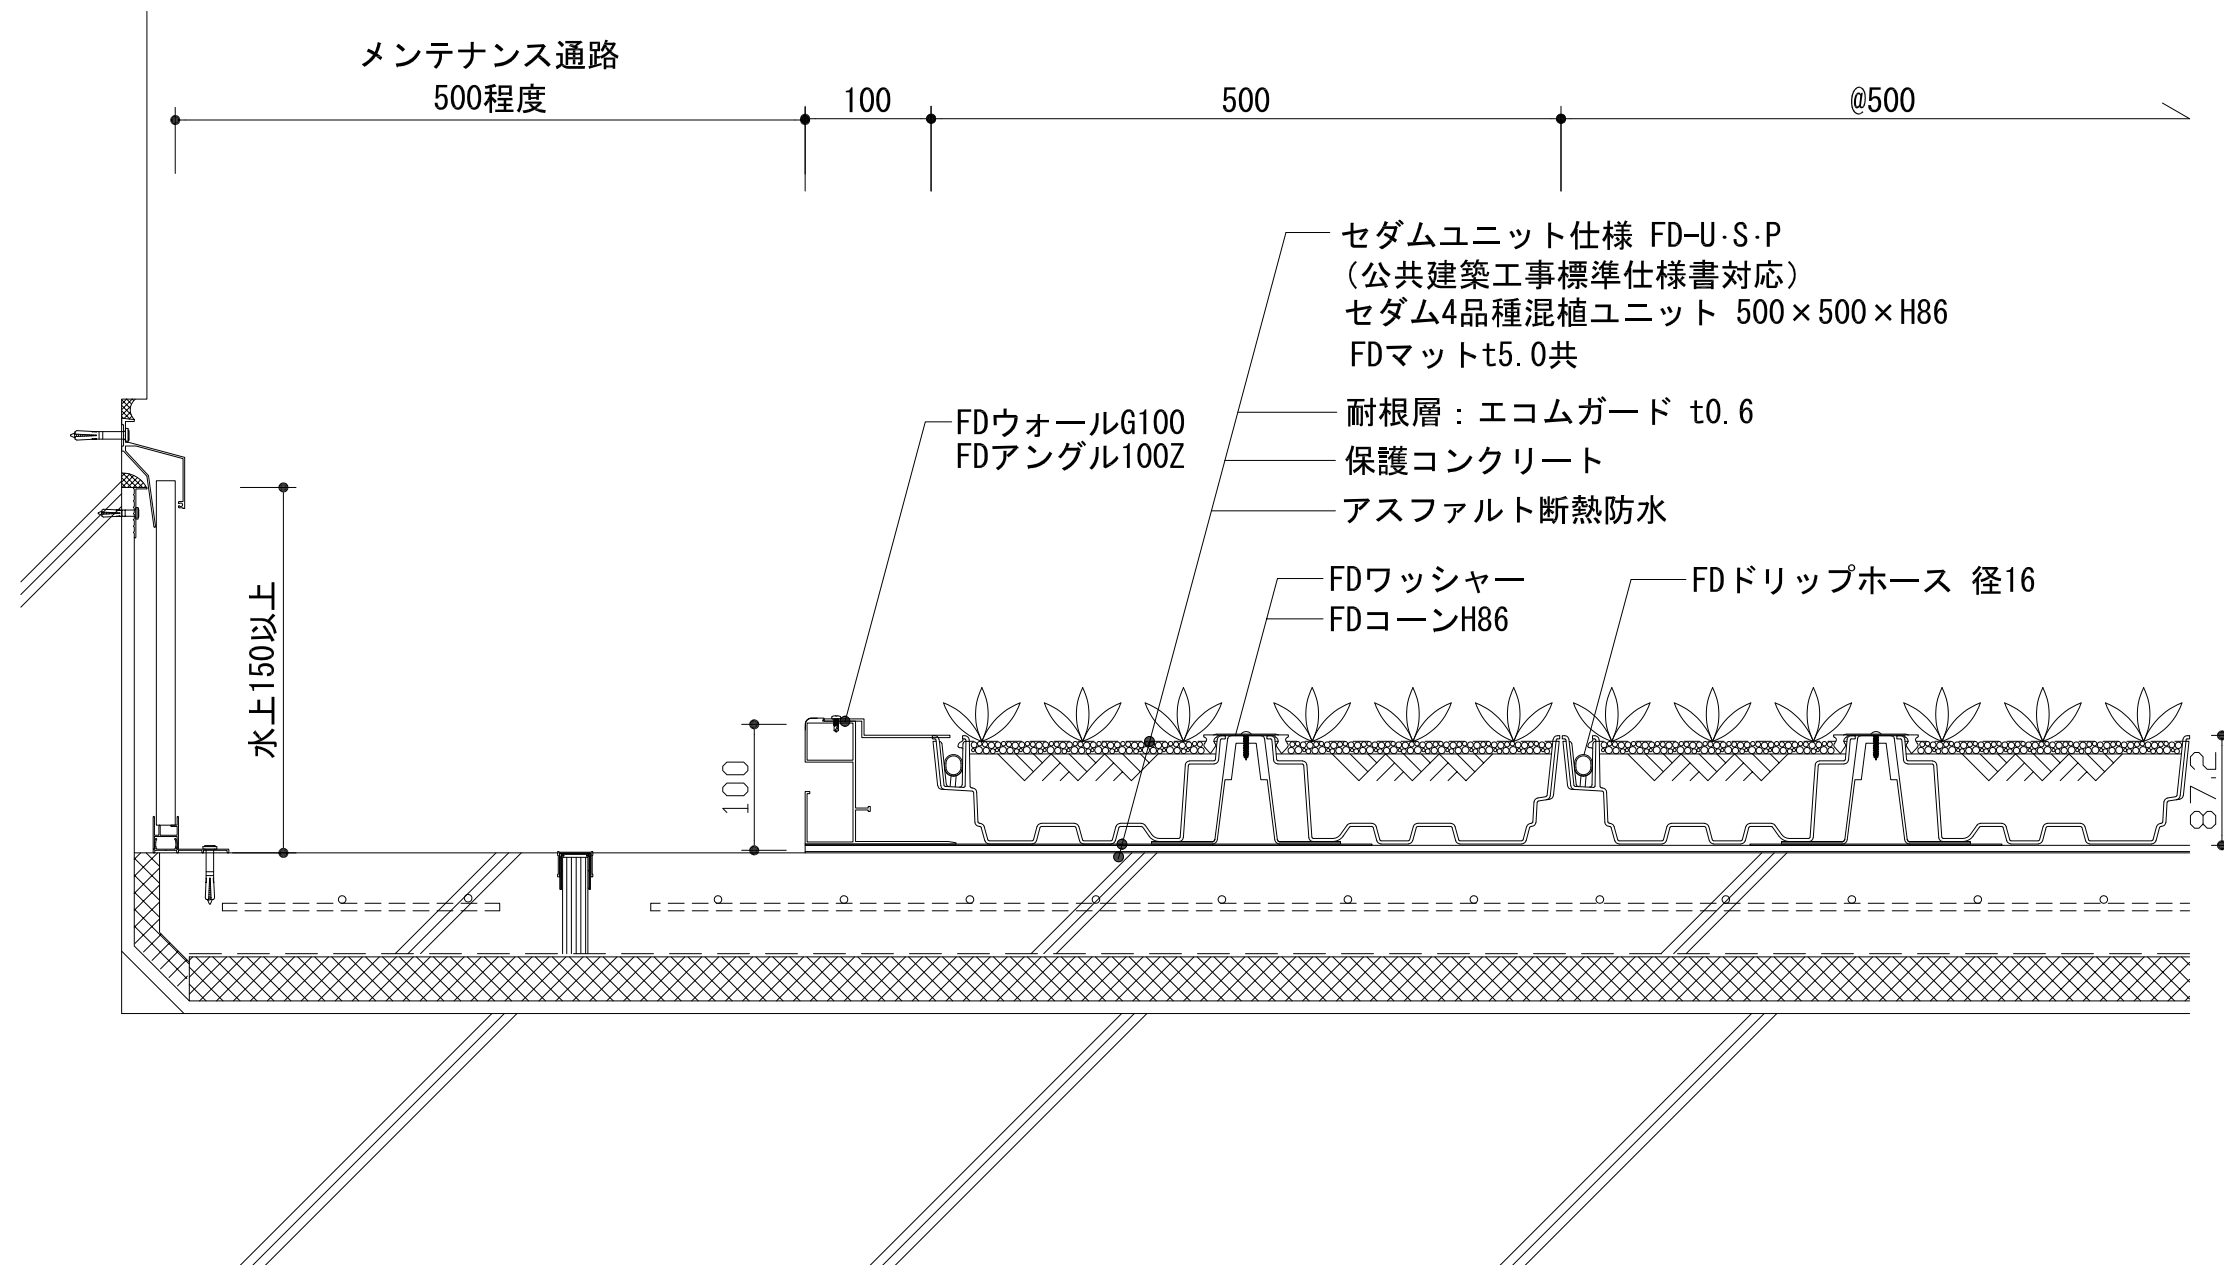 メンテナンス通路
500程度
100
500
@500
セダムユニット仕様 FD-U·S·P
（公共建築工事標準仕様書対応）
セダム4品種混植ユニット 500×500×H86
FDマットt5.0共
FDウォールG100
FDアングル100Z
耐根層：エコムガード t0.6
保護コンクリート
アスファルト断熱防水
FDワッシャー
FDコーンH86
FDドリップホース 径16
水上150以上
100
87.2